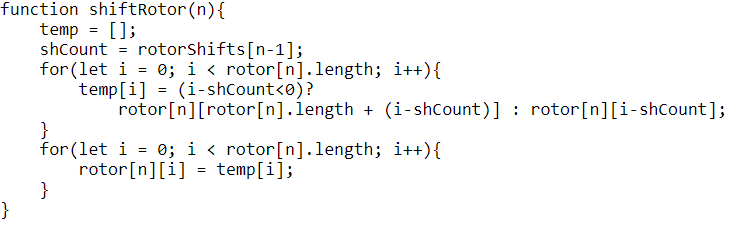 function shiftRotor(n){
    temp = [];
    shCount = rotorShifts[n-1];
    for(let i = 0; i < rotor[n].length; i++){
        temp[i] = (i-shCount<0)?
            rotor[n][rotor[n].length + (i-shCount)] : rotor[n][i-shCount];
    }
    for(let i = 0; i < rotor[n].length; i++){
        rotor[n][i] = temp[i];
    }
}